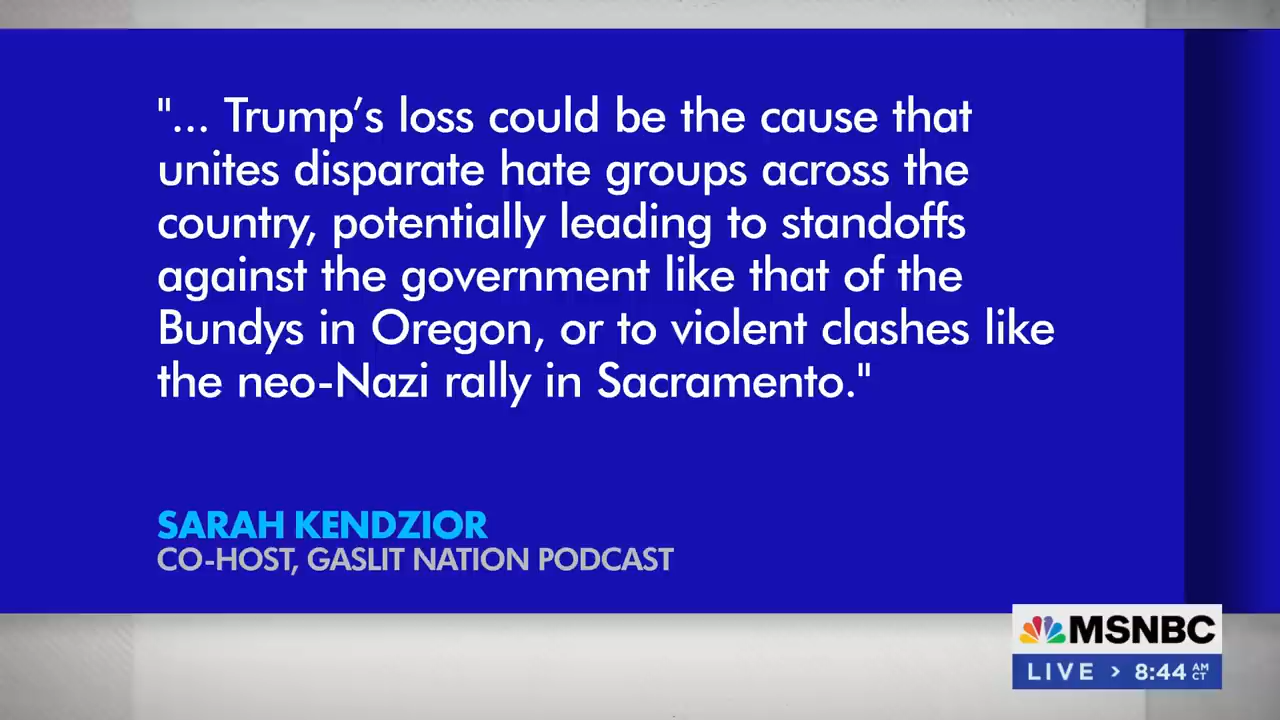 "... Trump’s loss could be the cause that
unites disparate hate groups across the
country, potentially leading to standoffs
against the government like that of the
Bundys in Oregon, or to violent clashes like
the neo-Nazi rally in Sacramento."
SARAH KENDZIOR
CO-HOST, GASLIT NATION PODCAST
MSNBC
LIVE > 8:44 AM CT